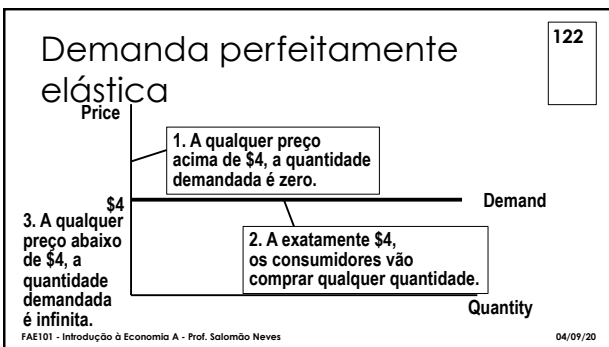 Demanda perfeitamente
elástica
122
Price
1. A qualquer preço
acima de $4, a quantidade
demandada é zero.
$4
Demand
3. A qualquer
preço abaixo
de $4, a
quantidade
demandada
é infinita.
2. A exatamente $4,
os consumidores vão
comprar qualquer quantidade.
Quantity
FAE101 - Introdução à Economia A - Prof. Salomão Neves
04/09/20